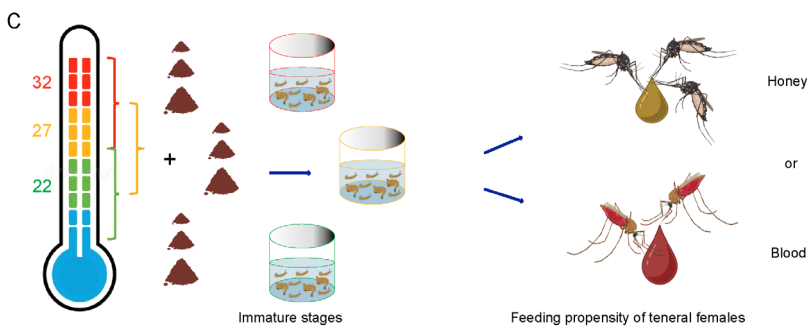 C
32
27
22
+
Honey
or
Blood
Immature stages
Feeding propensity of teneral females